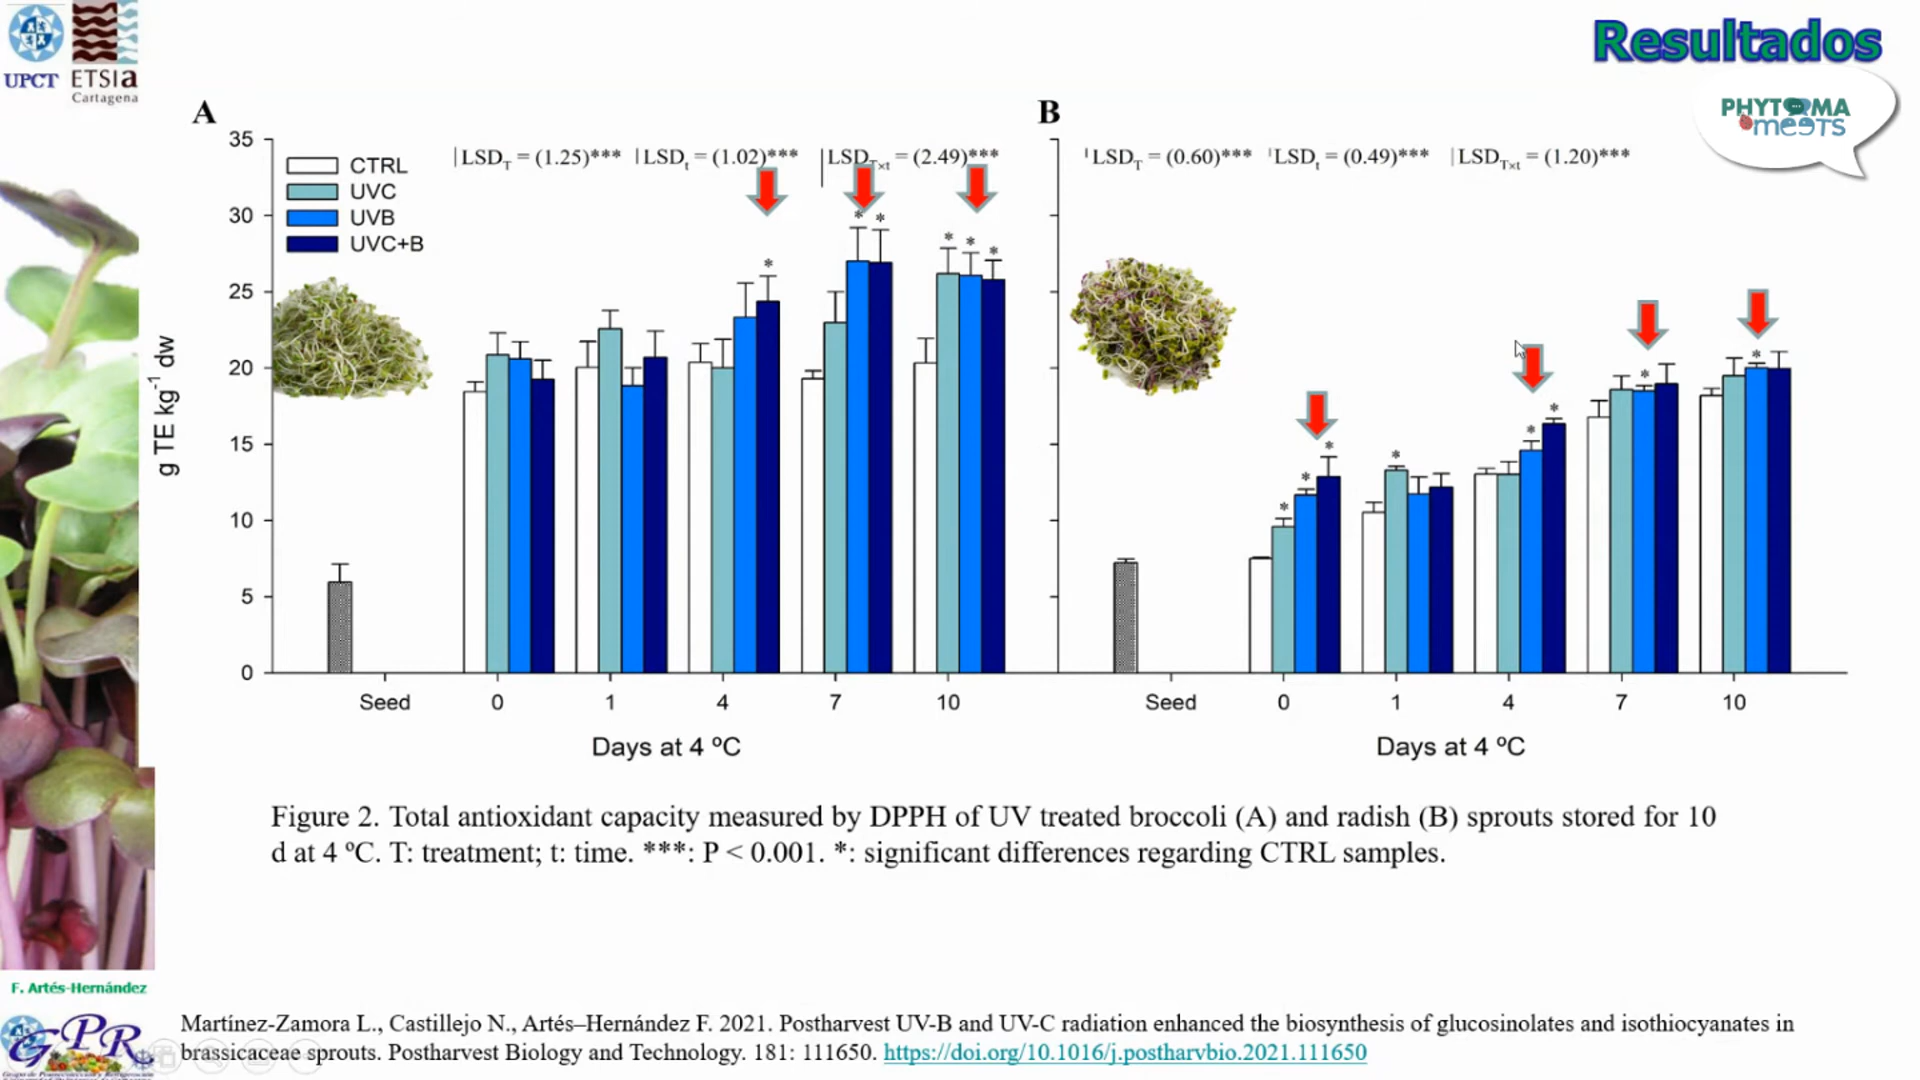 UPCT
ETSIa
Cartagena
Resultados
PHYTOMA
meets
A
B
35
30
25
20
15
10
5
0
g TE kg-1 dw
CTRL
UVC
UVB
UVC+B
LSDT = (1.25)***
LSDt = (1.02)***
LSDT×t = (2.49)***
LSDT = (0.60)***
LSDt = (0.49)***
LSDT×t = (1.20)***
* * * * * *
* * * * * * * *
Seed 0 1 4 7 10
Seed 0 1 4 7 10
Days at 4 ºC
Days at 4 ºC
Figure 2. Total antioxidant capacity measured by DPPH of UV treated broccoli (A) and radish (B) sprouts stored for 10
d at 4 ºC. T: treatment; t: time. ***: P < 0.001. *: significant differences regarding CTRL samples.
F. Artés-Hernández
GPR
Martínez-Zamora L., Castillejo N., Artés–Hernández F. 2021. Postharvest UV-B and UV-C radiation enhanced the biosynthesis of glucosinolates and isothiocyanates in
brassicaceae sprouts. Postharvest Biology and Technology. 181: 111650. https://doi.org/10.1016/j.postharvbio.2021.111650